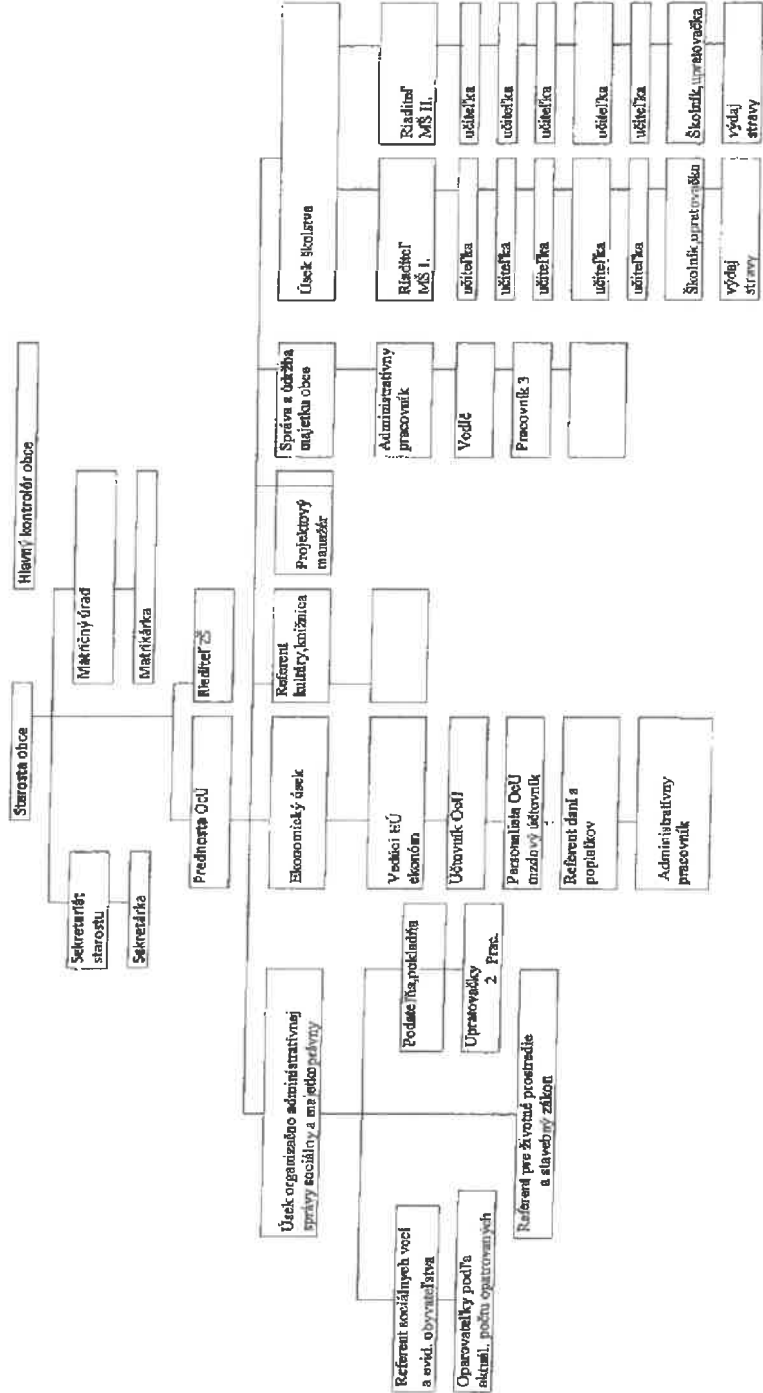 Starosta obce
Hlavný kontrolór obce
Sekretariát
starostu
Sekretárka
Matričný úrad
Matrikárka
Prednosta OcÚ
Riaditeľ ZŠ
Úsek organizačno administratívnej
správy sociálny a majetkoprávny
Ekonomický úsek
Referent
kultúry,knižnica
Projektový
manažér
Správa a údržba
majetku obce
Úsek školstva
Referent sociálnych vecí
a evid. obyvateľstva
Podateľňa,pokladňa
Oparovateľky podľa
aktuál. počtu opatrovaných
Upratovačky
2 Prac.
Referent pre životné prostredie
a stavebný zákon
Vedúci EÚ
ekonóm
Účtovník OcÚ
Personalista OcÚ
mzdový účtovník
Referent daní a
poplatkov
Administratívny
pracovník
Administratívny
pracovník
Vodič
Pracovník 3
Riaditeľ
MŠ I.
učiteľka
učiteľka
učiteľka
učiteľka
učiteľka
Školník,upratovačka
výdaj
stravy
Riaditeľ
MŠ II.
učiteľka
učiteľka
učiteľka
učiteľka
učiteľka
Školník,upratovačka
výdaj
stravy